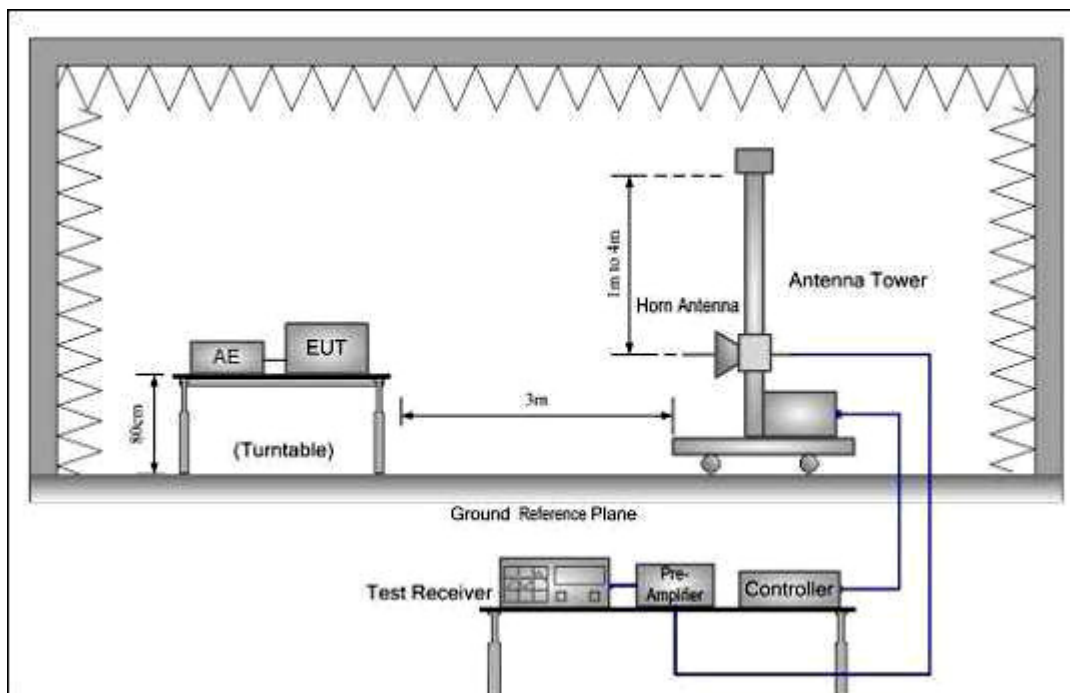 1m to 4m
Antenna Tower
Horn Antenna
AE
EUT
3m
80cm
(Turntable)
Ground Reference Plane
Test Receiver
Pre-
Amplifier
Controller